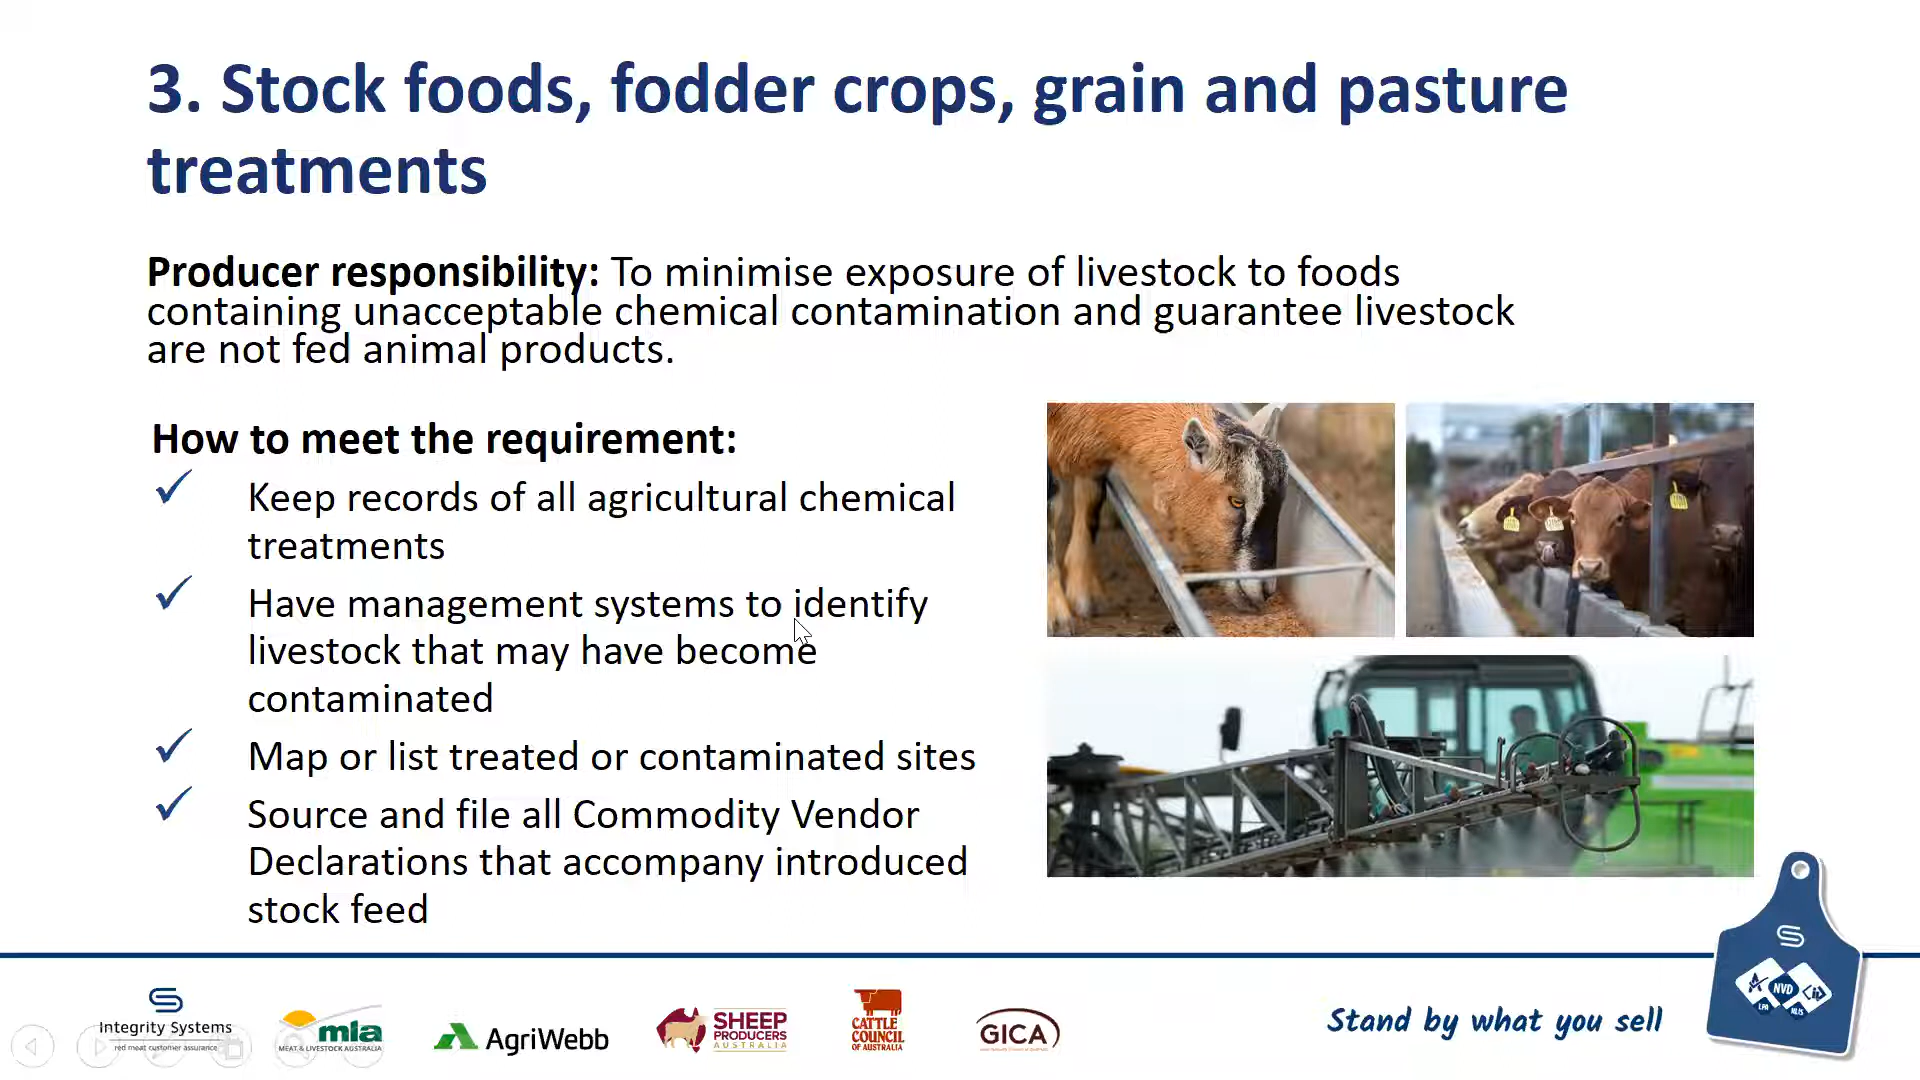 3. Stock foods, fodder crops, grain and pasture
treatments
Producer responsibility: To minimise exposure of livestock to foods
containing unacceptable chemical contamination and guarantee livestock
are not fed animal products.
How to meet the requirement:
Keep records of all agricultural chemical
treatments
Have management systems to identify
livestock that may have become
contaminated
Map or list treated or contaminated sites
Source and file all Commodity Vendor
Declarations that accompany introduced
stock feed
Integrity Systems
red meat customer assurance
mla
MEAT & LIVESTOCK AUSTRALIA
AgriWebb
SHEEP
PRODUCERS
AUSTRALIA
CATTLE
COUNCIL
OF AUSTRALIA
GICA
Stand by what you sell
LPA
NVD
NLIS